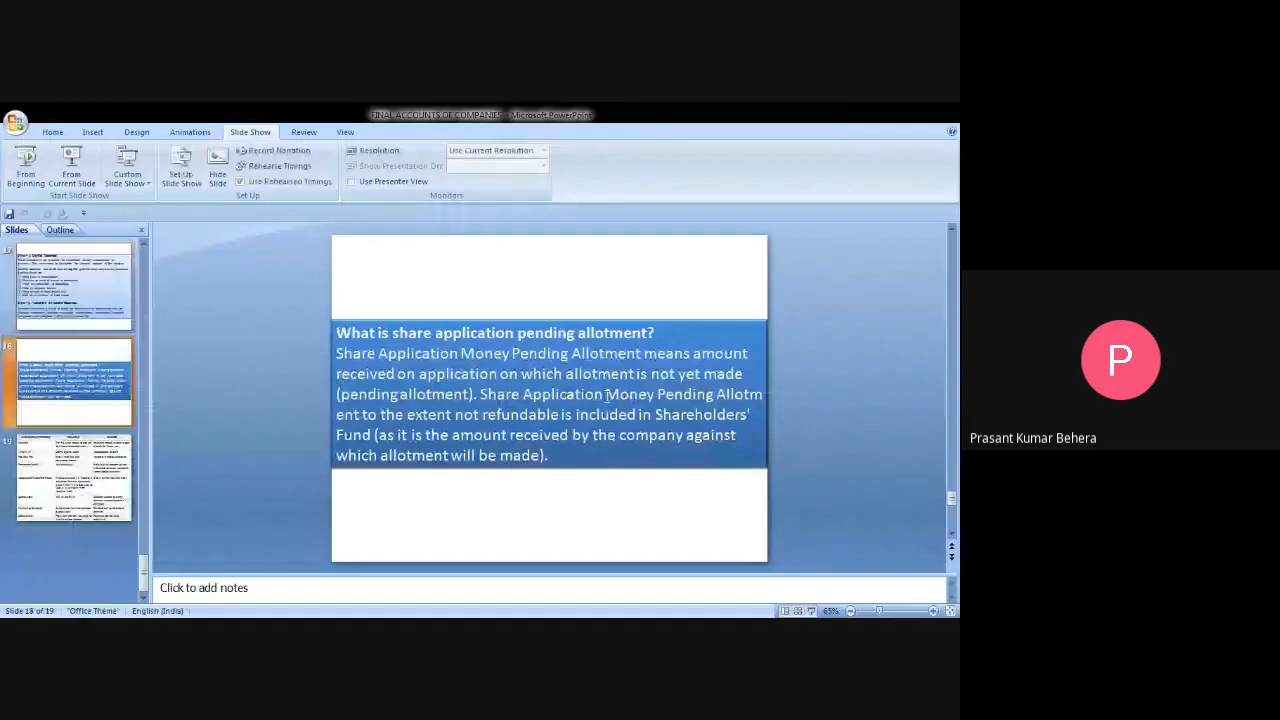 FINAL ACCOUNTS OF COMPANIES - Microsoft PowerPoint
Home Insert Design Animations Slide Show Review View
From Beginning
From Current Slide
Custom Slide Show
Start Slide Show
Set Up Slide Show
Hide Slide
Record Narration
Rehearse Timings
Use Rehearsed Timings
Set Up
Resolution: Use Current Resolution
Show Presentation On:
Use Presenter View
Monitors
Slides Outline
What is share application pending allotment?
Share Application Money Pending Allotment means amount
received on application on which allotment is not yet made
(pending allotment). Share Application Money Pending Allotm
ent to the extent not refundable is included in Shareholders'
Fund (as it is the amount received by the company against
which allotment will be made).
18
19
Click to add notes
Slide 18 of 19 "Office Theme" English (India) 65%
P
Prasant Kumar Behera